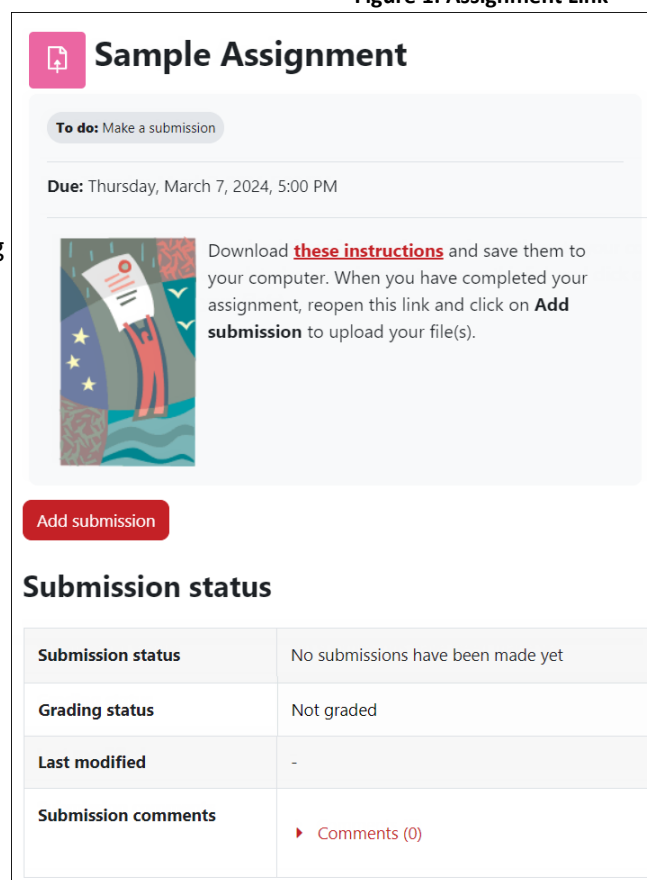 Figure 1: Assignment Link
Sample Assignment
To do: Make a submission
Due: Thursday, March 7, 2024, 5:00 PM
g
Download these instructions and save them to
your computer. When you have completed your
assignment, reopen this link and click on Add
submission to upload your file(s).
Add submission
Submission status
Submission status No submissions have been made yet
Grading status Not graded
Last modified -
Submission comments Comments (0)